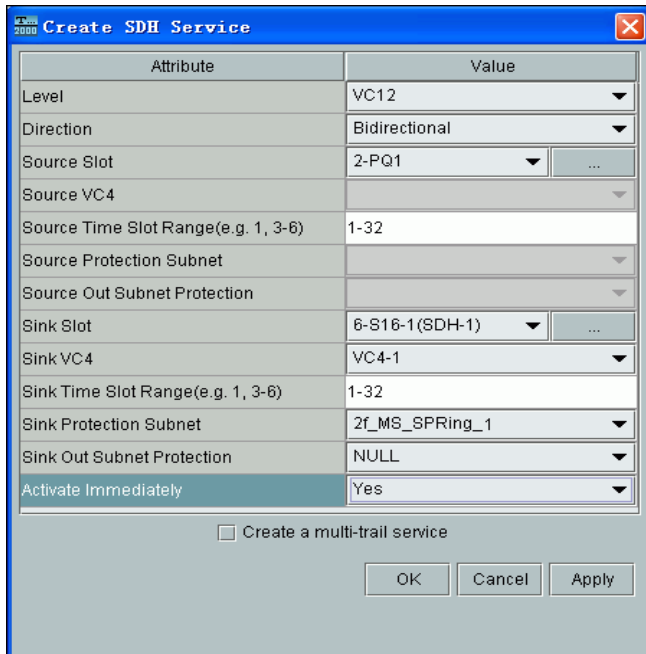 T...
2000
Create SDH Service
Attribute Value
Level VC12
Direction Bidirectional
Source Slot 2-PQ1 ...
Source VC4
Source Time Slot Range(e.g. 1, 3-6) 1-32
Source Protection Subnet
Source Out Subnet Protection
Sink Slot 6-S16-1(SDH-1) ...
Sink VC4 VC4-1
Sink Time Slot Range(e.g. 1, 3-6) 1-32
Sink Protection Subnet 2f_MS_SPRing_1
Sink Out Subnet Protection NULL
Activate Immediately Yes
Create a multi-trail service
OK Cancel Apply